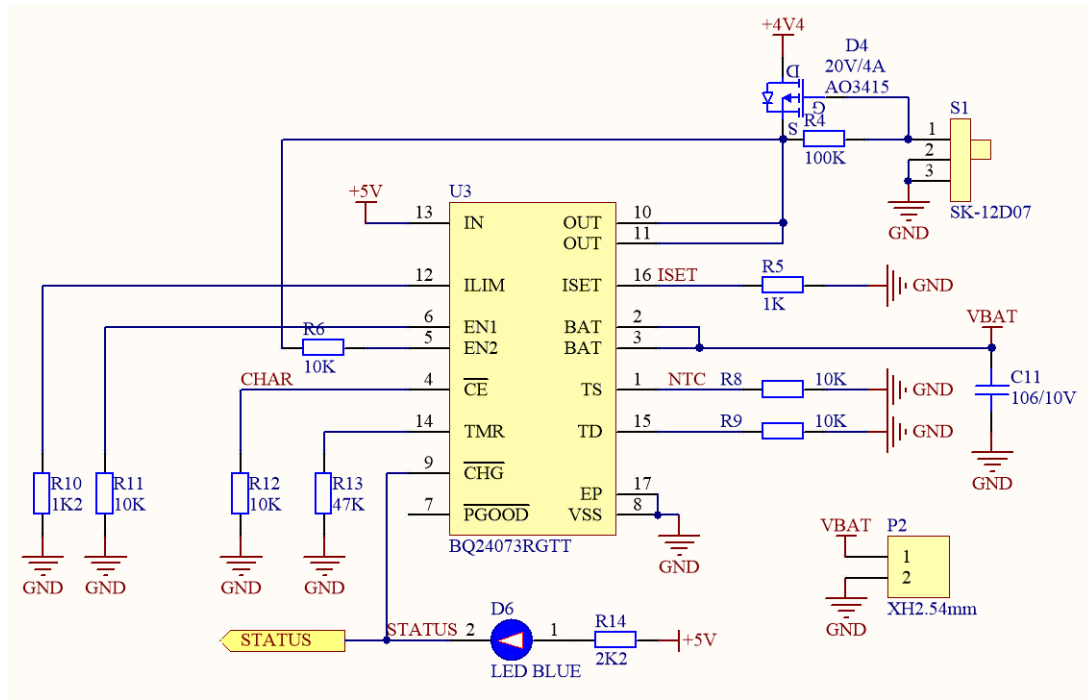 +4V4
D4
20V/4A
AO3415
D
G
S
R4
100K
S1
1
2
3
SK-12D07
GND
+5V
U3
13
IN
OUT
10
OUT
11
12
ILIM
ISET
16
ISET
R5
1K
GND
6
EN1
BAT
2
5
EN2
BAT
3
R6
10K
VBAT
C11
106/10V
GND
CHAR
4
CE
TS
1
NTC
R8
10K
GND
14
TMR
TD
15
R9
10K
GND
9
CHG
7
PGOOD
EP
17
VSS
8
BQ24073RGTT
GND
R10
1K2
GND
R11
10K
GND
R12
10K
GND
R13
47K
GND
VBAT
P2
1
2
XH2.54mm
GND
STATUS
STATUS
2
D6
1
LED BLUE
R14
2K2
+5V